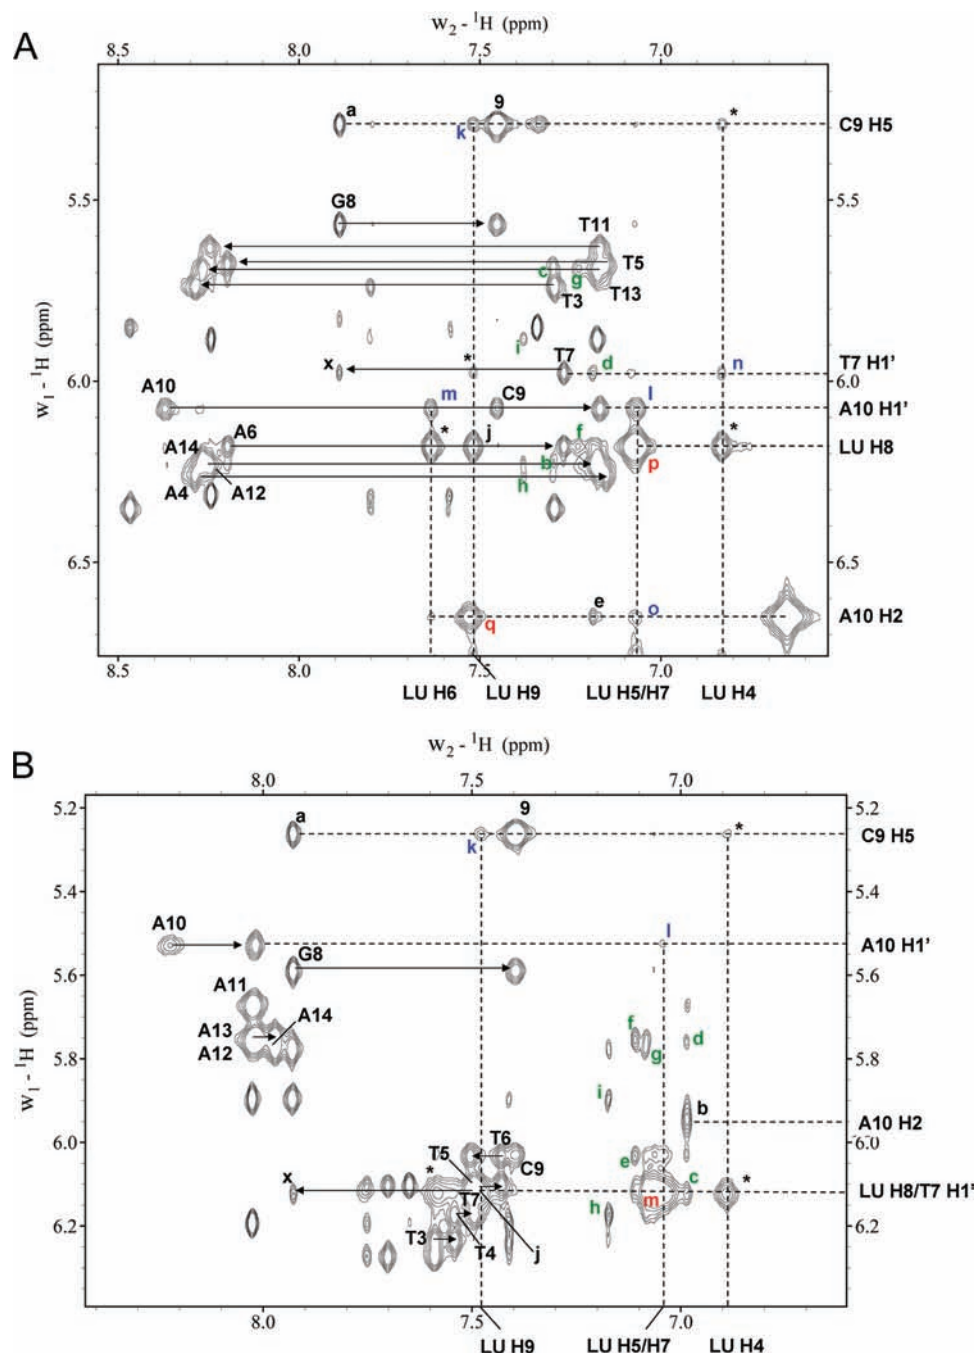 A
w2 - 1H (ppm)
8.5 7.5 7.0
a
9
*
C9 H5
k
5.5
G8
T11
T5
c
g
T13
T3
i
x
*
T7
d
n
T7 H1'
6.0
A10
m
C9
l
A10 H1'
A14
A6
*
j
f
*
LU H8
b
p
A4
A12
h
6.5
e
o
A10 H2
q
w1 - 1H (ppm)
5.5
6.0
6.5
8.5 7.5 7.0
LU H6 LU H9 LU H5/H7 LU H4
B
w2 - 1H (ppm)
8.0 7.5 7.0
5.2
a
9
*
5.2
C9 H5
k
5.4
5.4
A10
l
A10 H1'
G8
5.6
5.6
A11
A13
A14
f
d
A12
g
5.8
5.8
i
b
A10 H2
6.0
T6
6.0
T5
e
*
C9
c
*
x
T7
m
LU H8/T7 H1'
h
6.2
T3
T4
j
6.2
w1 - 1H (ppm)
8.0 7.5 7.0
LU H9 LU H5/H7 LU H4